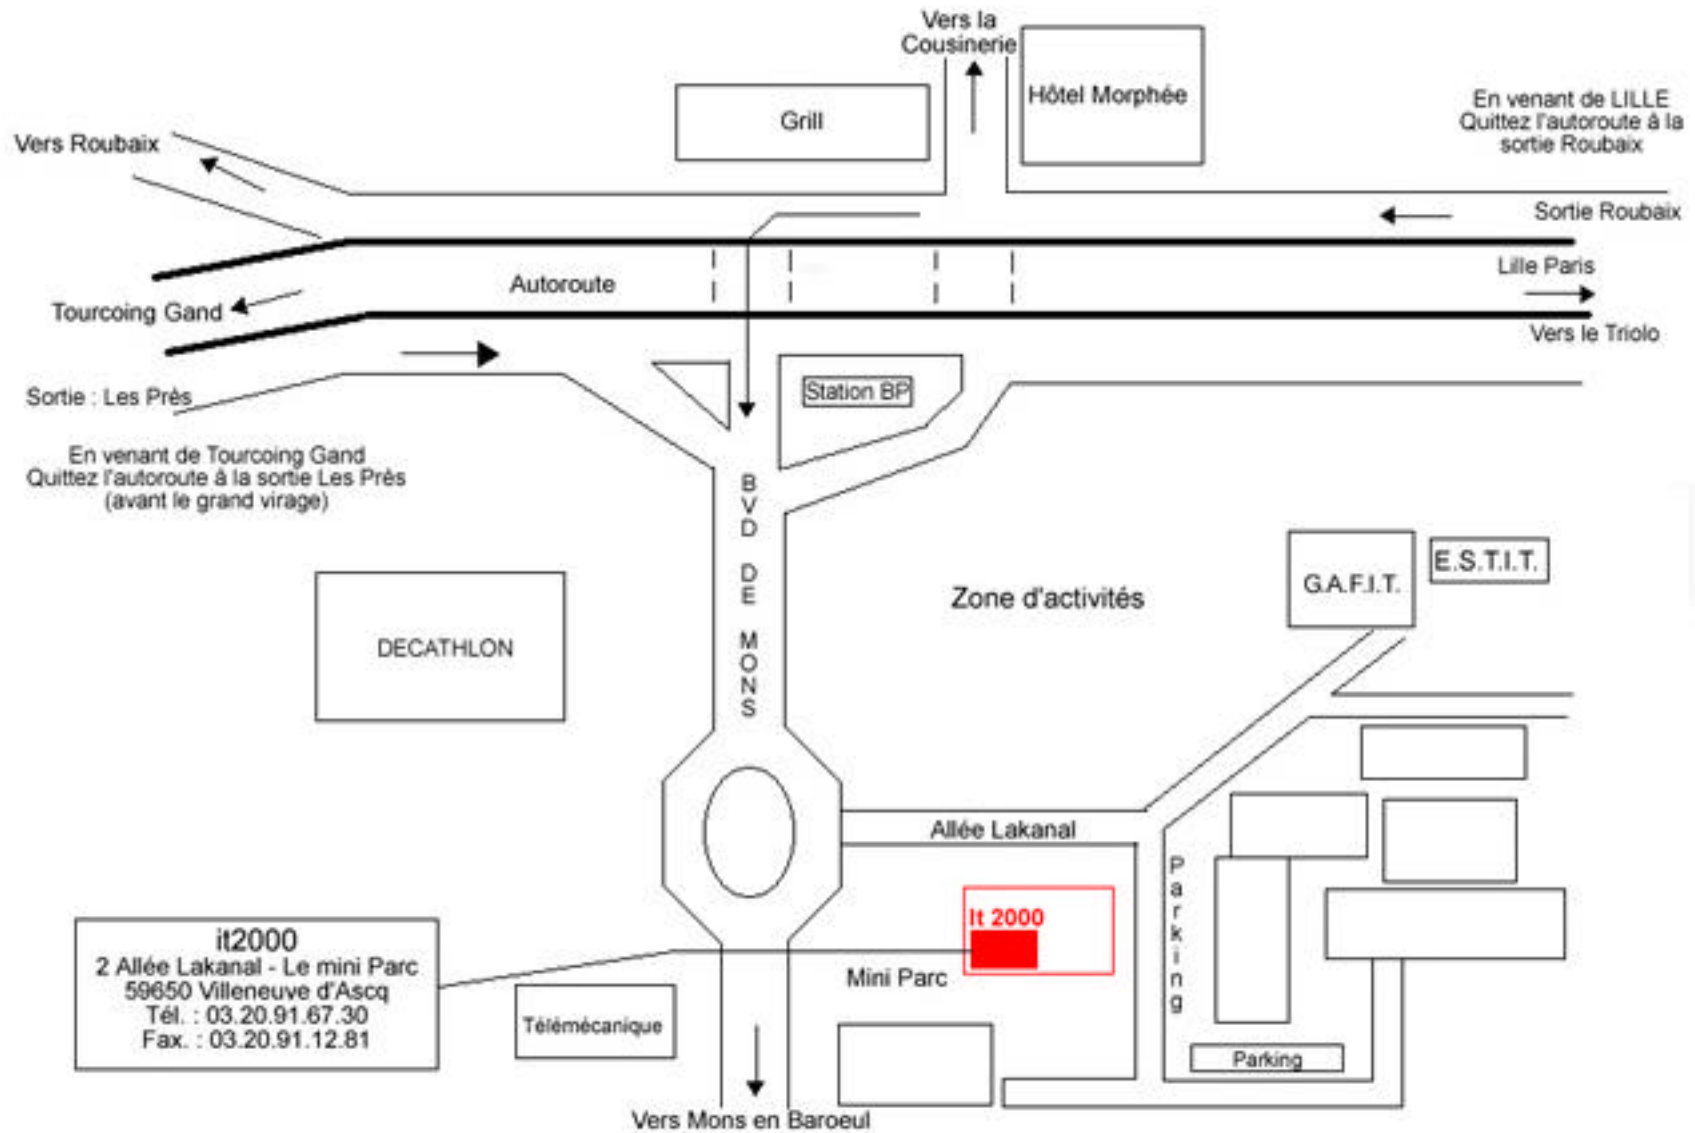 Vers la
Cousinerie
Hôtel Morphée
Grill
En venant de LILLE
Quittez l'autoroute à la
sortie Roubaix
Vers Roubaix
Sortie Roubaix
Lille Paris
Autoroute
Tourcoing Gand
Vers le Triolo
Sortie : Les Près
Station BP
En venant de Tourcoing Gand
Quittez l'autoroute à la sortie Les Près
(avant le grand virage)
BVD DE MONS
E.S.T.I.T.
G.A.F.I.T.
Zone d'activités
DECATHLON
Allée Lakanal
Parking
It 2000
it2000
2 Allée Lakanal - Le mini Parc
59650 Villeneuve d'Ascq
Tél. : 03.20.91.67.30
Fax. : 03.20.91.12.81
Mini Parc
Télémécanique
Parking
Vers Mons en Baroeul